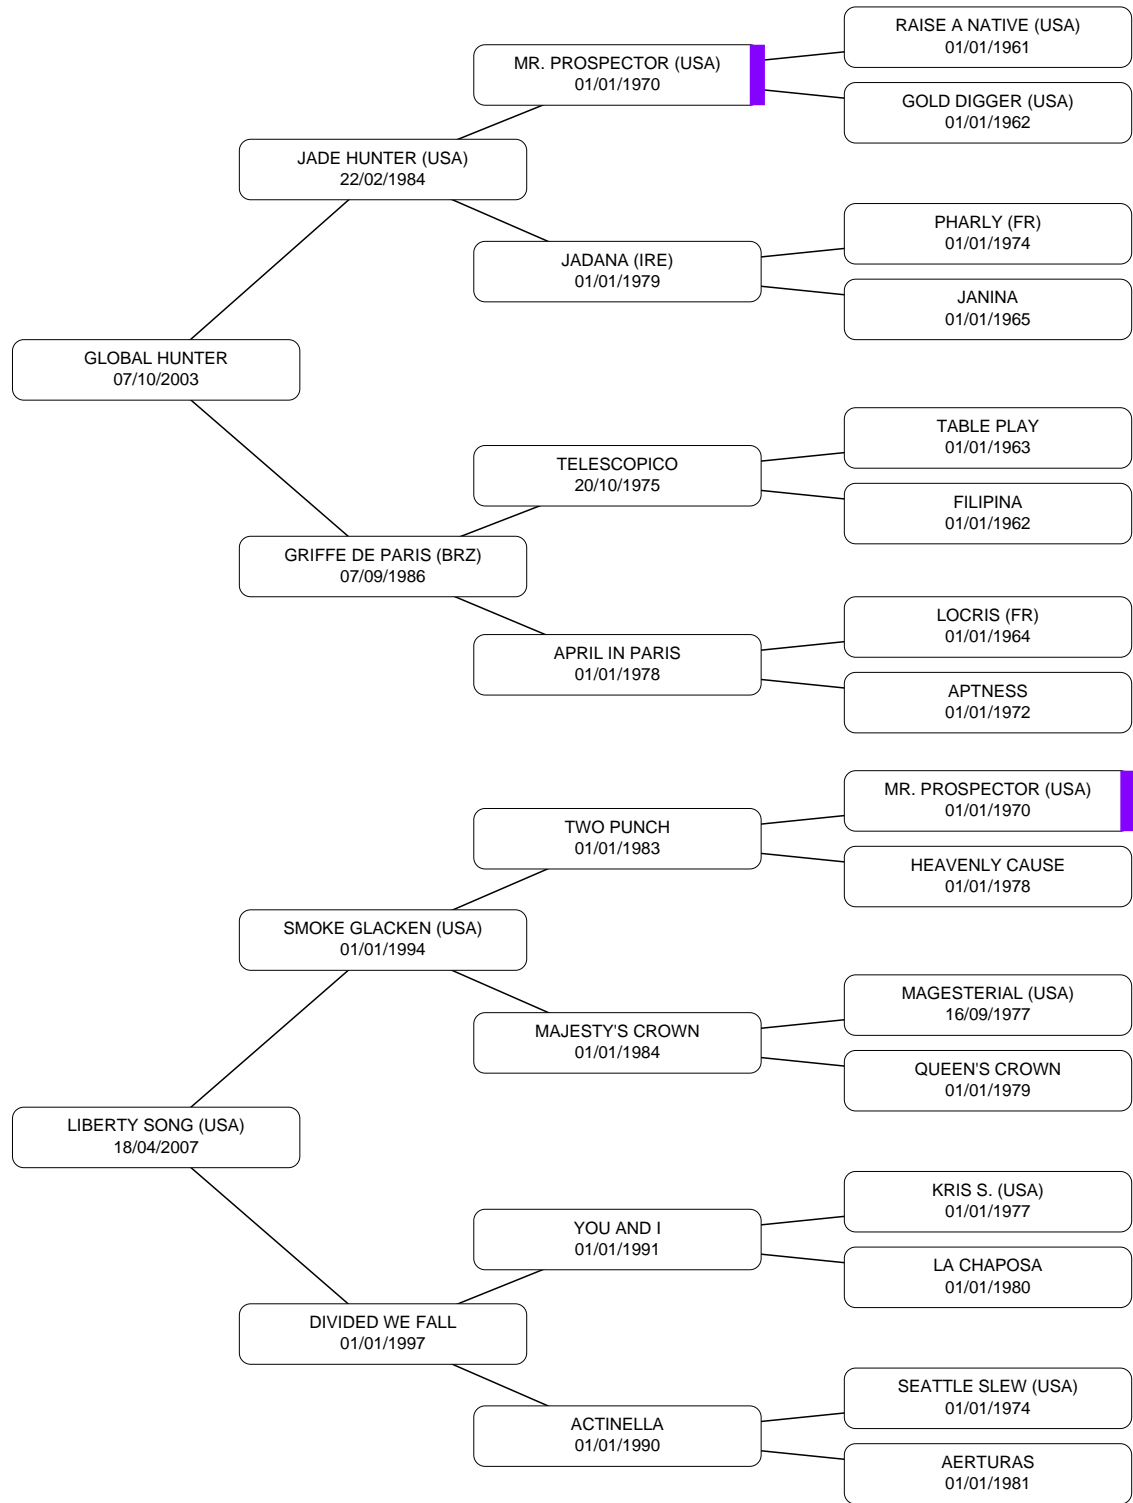 RAISE A NATIVE (USA)
01/01/1961
MR. PROSPECTOR (USA)
01/01/1970
GOLD DIGGER (USA)
01/01/1962
JADE HUNTER (USA)
22/02/1984
PHARLY (FR)
01/01/1974
JADANA (IRE)
01/01/1979
JANINA
01/01/1965
GLOBAL HUNTER
07/10/2003
TABLE PLAY
01/01/1963
TELESCOPICO
20/10/1975
FILIPINA
01/01/1962
GRIFFE DE PARIS (BRZ)
07/09/1986
LOCRIS (FR)
01/01/1964
APRIL IN PARIS
01/01/1978
APTNESS
01/01/1972
MR. PROSPECTOR (USA)
01/01/1970
TWO PUNCH
01/01/1983
HEAVENLY CAUSE
01/01/1978
SMOKE GLACKEN (USA)
01/01/1994
MAGESTERIAL (USA)
16/09/1977
MAJESTY'S CROWN
01/01/1984
QUEEN'S CROWN
01/01/1979
LIBERTY SONG (USA)
18/04/2007
KRIS S. (USA)
01/01/1977
YOU AND I
01/01/1991
LA CHAPOSA
01/01/1980
DIVIDED WE FALL
01/01/1997
SEATTLE SLEW (USA)
01/01/1974
ACTINELLA
01/01/1990
AERTURAS
01/01/1981